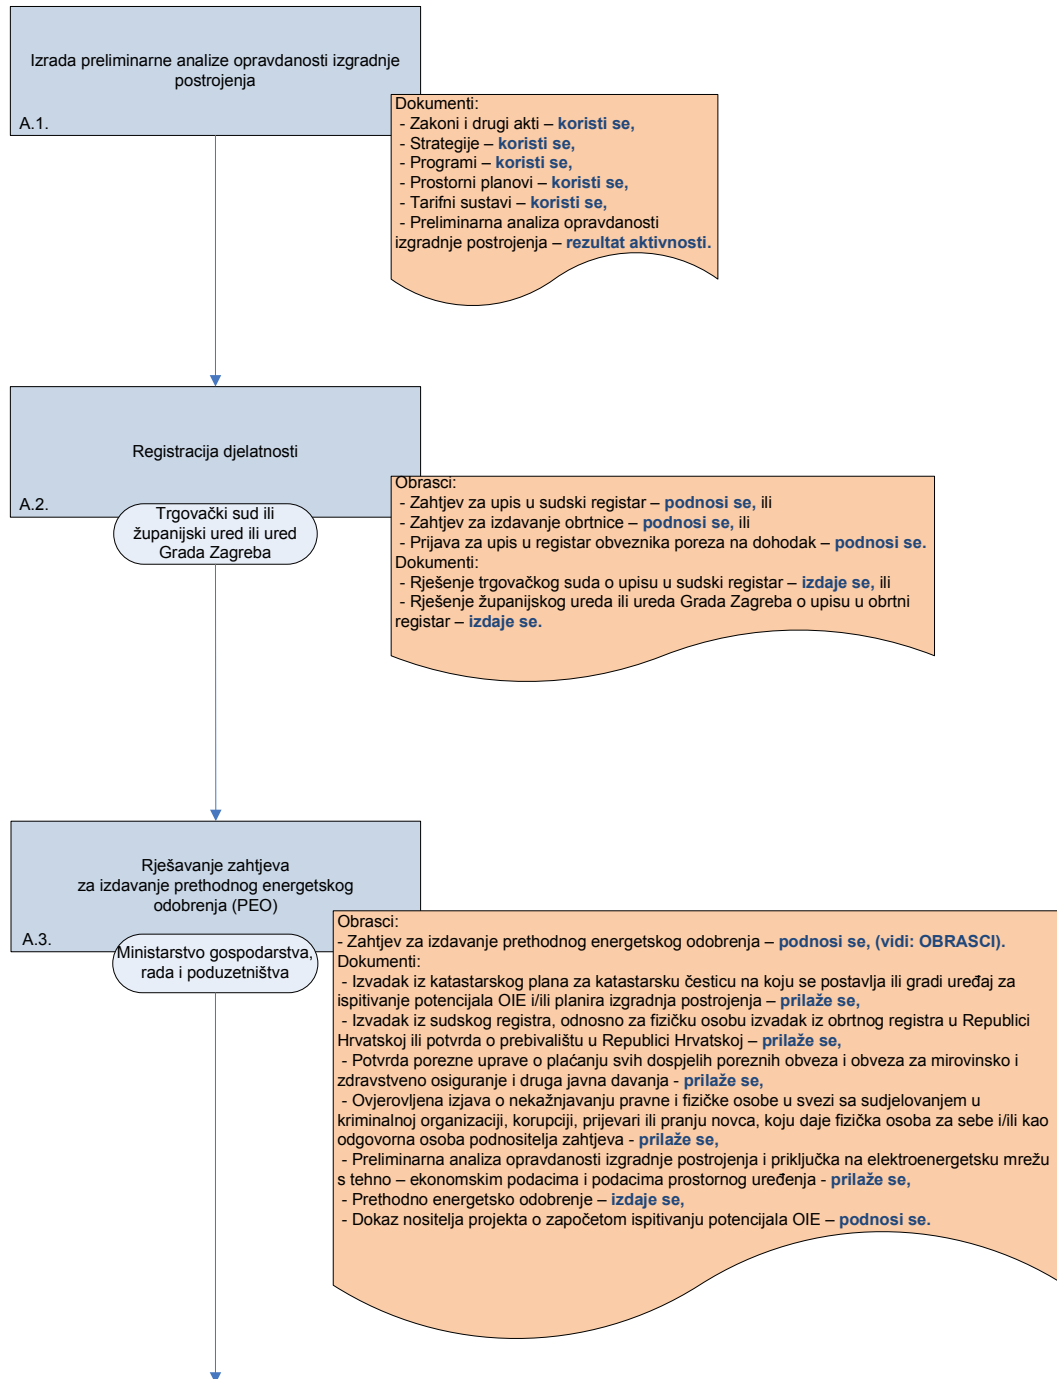 Izrada preliminarne analize opravdanosti izgradnje
postrojenja
A.1.
Dokumenti:
- Zakoni i drugi akti – koristi se,
- Strategije – koristi se,
- Programi – koristi se,
- Prostorni planovi – koristi se,
- Tarifni sustavi – koristi se,
- Preliminarna analiza opravdanosti
izgradnje postrojenja – rezultat aktivnosti.
Registracija djelatnosti
A.2.
Trgovački sud ili
županijski ured ili ured
Grada Zagreba
Obrasci:
- Zahtjev za upis u sudski registar – podnosi se, ili
- Zahtjev za izdavanje obrtnice – podnosi se, ili
- Prijava za upis u registar obveznika poreza na dohodak – podnosi se.
Dokumenti:
- Rješenje trgovačkog suda o upisu u sudski registar – izdaje se, ili
- Rješenje županijskog ureda ili ureda Grada Zagreba o upisu u obrtni
registar – izdaje se.
Rješavanje zahtjeva
za izdavanje prethodnog energetskog
odobrenja (PEO)
A.3.
Ministarstvo gospodarstva,
rada i poduzetništva
Obrasci:
- Zahtjev za izdavanje prethodnog energetskog odobrenja – podnosi se, (vidi: OBRASCI).
Dokumenti:
- Izvadak iz katastarskog plana za katastarsku česticu na koju se postavlja ili gradi uređaj za
ispitivanje potencijala OIE i/ili planira izgradnja postrojenja – prilaže se,
- Izvadak iz sudskog registra, odnosno za fizičku osobu izvadak iz obrtnog registra u Republici
Hrvatskoj ili potvrda o prebivalištu u Republici Hrvatskoj – prilaže se,
- Potvrda porezne uprave o plaćanju svih dospjelih poreznih obveza i obveza za mirovinsko i
zdravstveno osiguranje i druga javna davanja - prilaže se,
- Ovjerovljena izjava o nekažnjavanju pravne i fizičke osobe u svezi sa sudjelovanjem u
kriminalnoj organizaciji, korupciji, prijevari ili pranju novca, koju daje fizička osoba za sebe i/ili kao
odgovorna osoba podnositelja zahtjeva - prilaže se,
- Preliminarna analiza opravdanosti izgradnje postrojenja i priključka na elektroenergetsku mrežu
s tehno – ekonomskim podacima i podacima prostornog uređenja - prilaže se,
- Prethodno energetsko odobrenje – izdaje se,
- Dokaz nositelja projekta o započetom ispitivanju potencijala OIE – podnosi se.